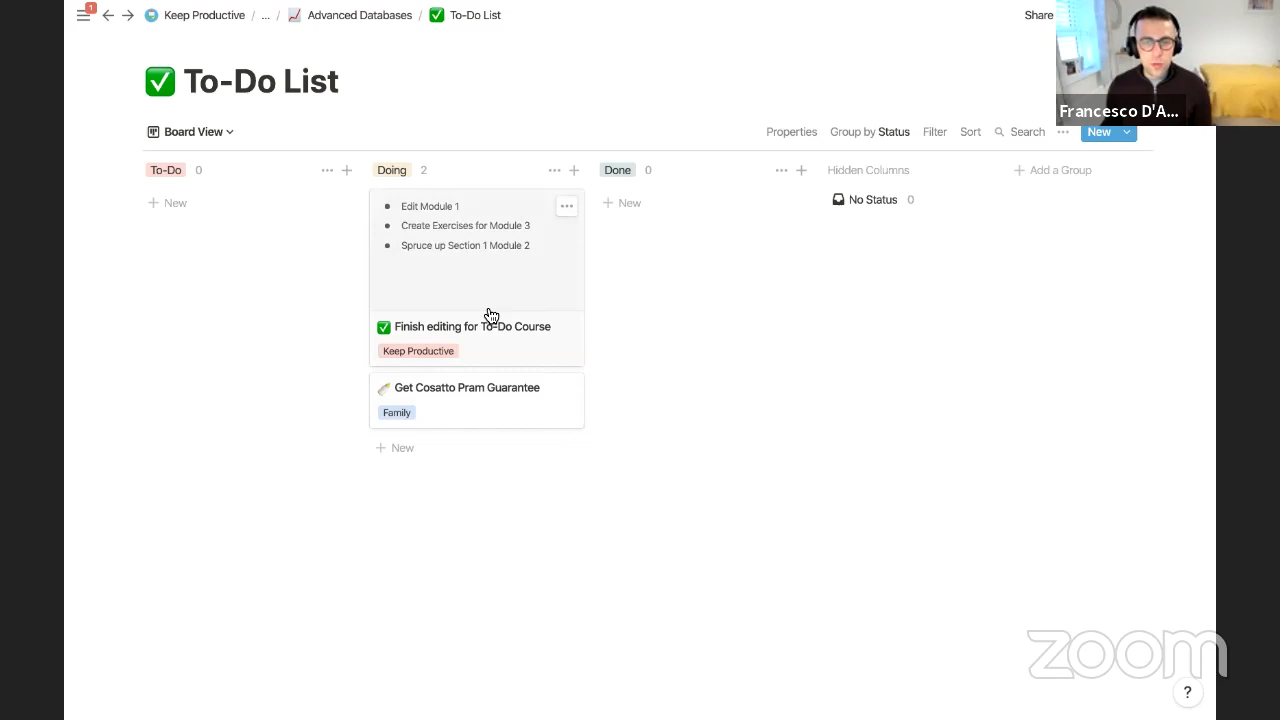 1
Keep Productive / ... / Advanced Databases / To-Do List
Share
Francesco D'A...
To-Do List
Board View
Properties Group by Status Filter Sort Search ... New
To-Do 0
Doing 2
Done 0
Hidden Columns
+ Add a Group
+ New
Edit Module 1
Create Exercises for Module 3
Spruce up Section 1 Module 2
Finish editing for To-Do Course
Keep Productive
Get Cosatto Pram Guarantee
Family
+ New
+ New
No Status 0
zoom
?